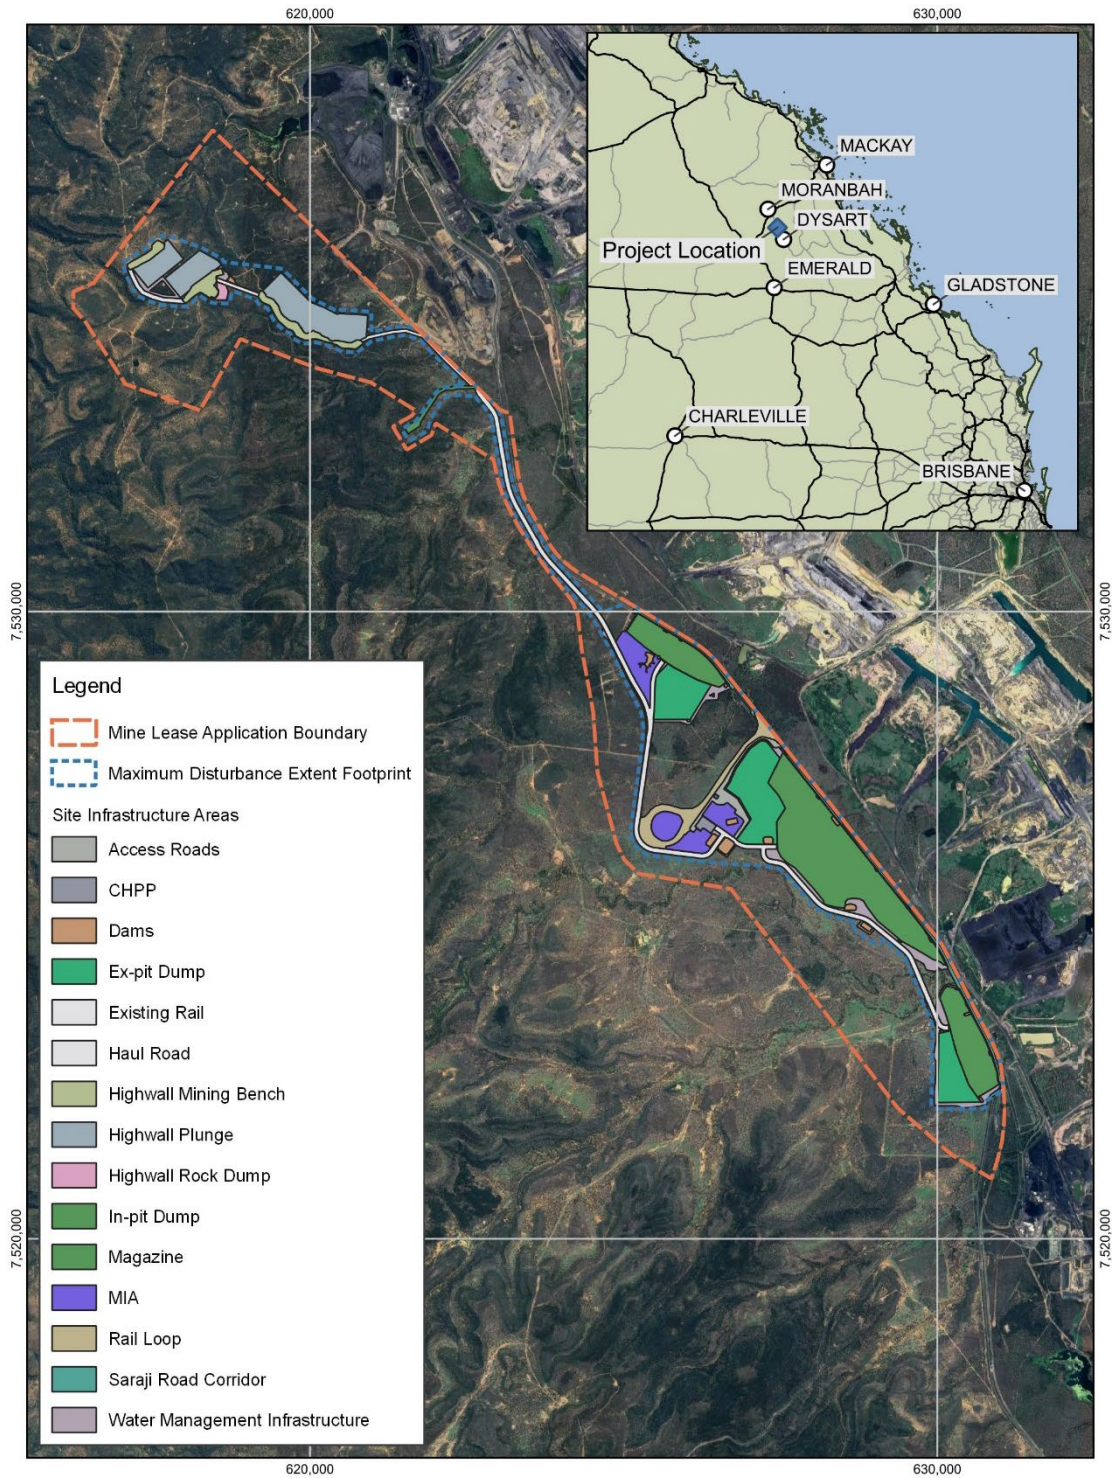 620,000
630,000
MACKAY
MORANBAH
DYSART
Project Location
EMERALD
GLADSTONE
CHARLEVILLE
BRISBANE
7,530,000
7,530,000
Legend
Mine Lease Application Boundary
Maximum Disturbance Extent Footprint
Site Infrastructure Areas
Access Roads
CHPP
Dams
Ex-pit Dump
Existing Rail
Haul Road
Highwall Mining Bench
Highwall Plunge
Highwall Rock Dump
In-pit Dump
Magazine
MIA
Rail Loop
Saraji Road Corridor
Water Management Infrastructure
7,520,000
7,520,000
620,000
630,000